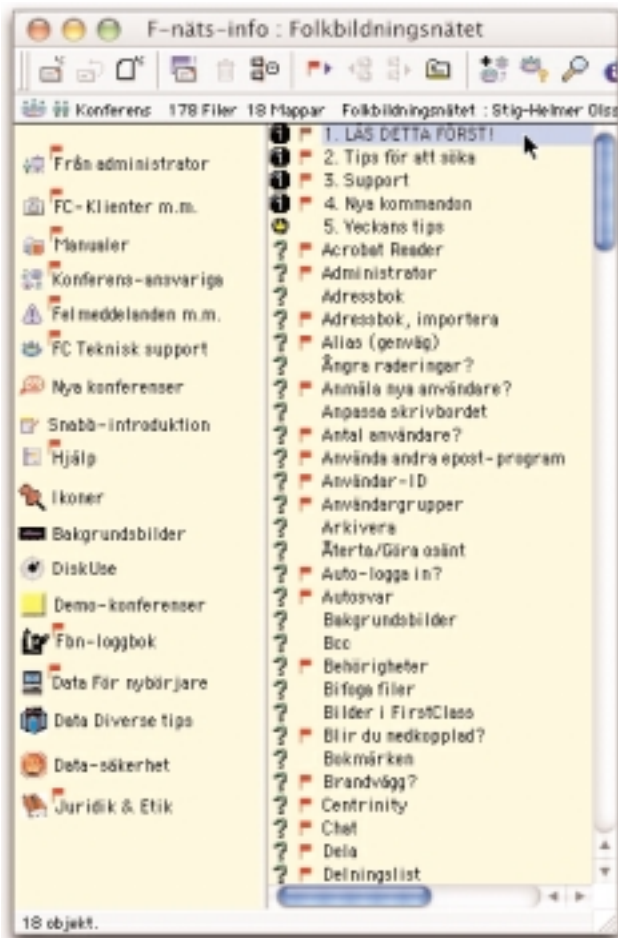 F-näts-info : Folkbildningsnätet
Konferens 178 Filer 18 Mappar Folkbildningsnätet : Stig-Helmer Olss
Från administrator
FC-Klienter m.m.
Manualer
Konferens-ansvariga
Felmeddelanden m.m.
FC Teknisk support
Nya konferenser
Snabb-introduktion
Hjälp
Ikoner
Bakgrundsbilder
DiskUse
Demo-konferenser
Fbn-loggbok
Data För nybörjare
Data Diverse tips
Data-säkerhet
Juridik & Etik
1. LÄS DETTA FÖRST!
2. Tips för att söka
3. Support
4. Nya kommandon
5. Veckans tips
Acrobat Reader
Administrator
Adressbok
Adressbok, importera
Alias (genväg)
Ångra raderingar?
Anmäla nya användare?
Anpassa skrivbordet
Antal användare?
Använda andra epost-program
Användar-ID
Användargrupper
Arkivera
Återta/Göra osänt
Auto-logga in?
Autosvar
Bakgrundsbilder
Bcc
Behörigheter
Bifoga filer
Bilder i FirstClass
Blir du nedkopplad?
Bokmärken
Brandvägg?
Centrinity
Chat
Dela
Delningslist
18 objekt.